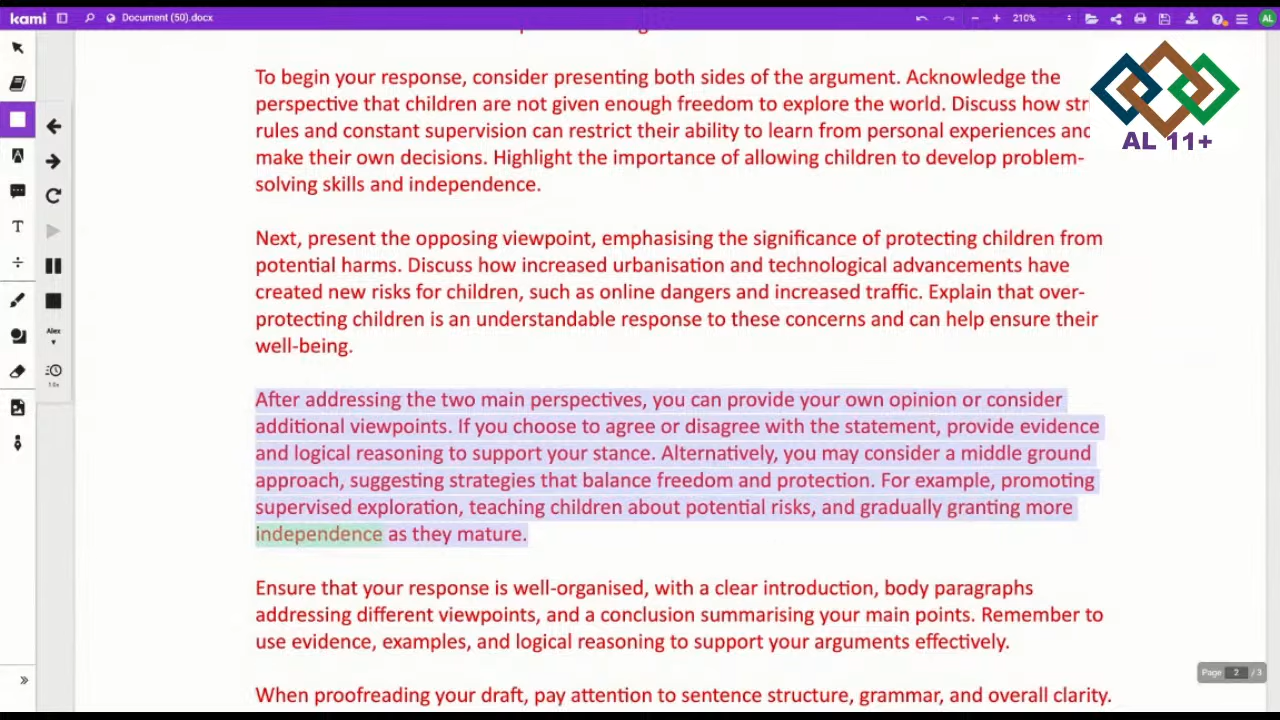 kami
Document (50).docx
210%
AL
To begin your response, consider presenting both sides of the argument. Acknowledge the
perspective that children are not given enough freedom to explore the world. Discuss how
rules and constant supervision can restrict their ability to learn from personal experiences
make their own decisions. Highlight the importance of allowing children to develop problem-
solving skills and independence.
AL 11+
Next, present the opposing viewpoint, emphasising the significance of protecting children from
potential harms. Discuss how increased urbanisation and technological advancements have
created new risks for children, such as online dangers and increased traffic. Explain that over-
protecting children is an understandable response to these concerns and can help ensure their
well-being.
Alex
1.0x
After addressing the two main perspectives, you can provide your own opinion or consider
additional viewpoints. If you choose to agree or disagree with the statement, provide evidence
and logical reasoning to support your stance. Alternatively, you may consider a middle ground
approach, suggesting strategies that balance freedom and protection. For example, promoting
supervised exploration, teaching children about potential risks, and gradually granting more
independence as they mature.
Ensure that your response is well-organised, with a clear introduction, body paragraphs
addressing different viewpoints, and a conclusion summarising your main points. Remember to
use evidence, examples, and logical reasoning to support your arguments effectively.
Page 2 / 3
When proofreading your draft, pay attention to sentence structure, grammar, and overall clarity.